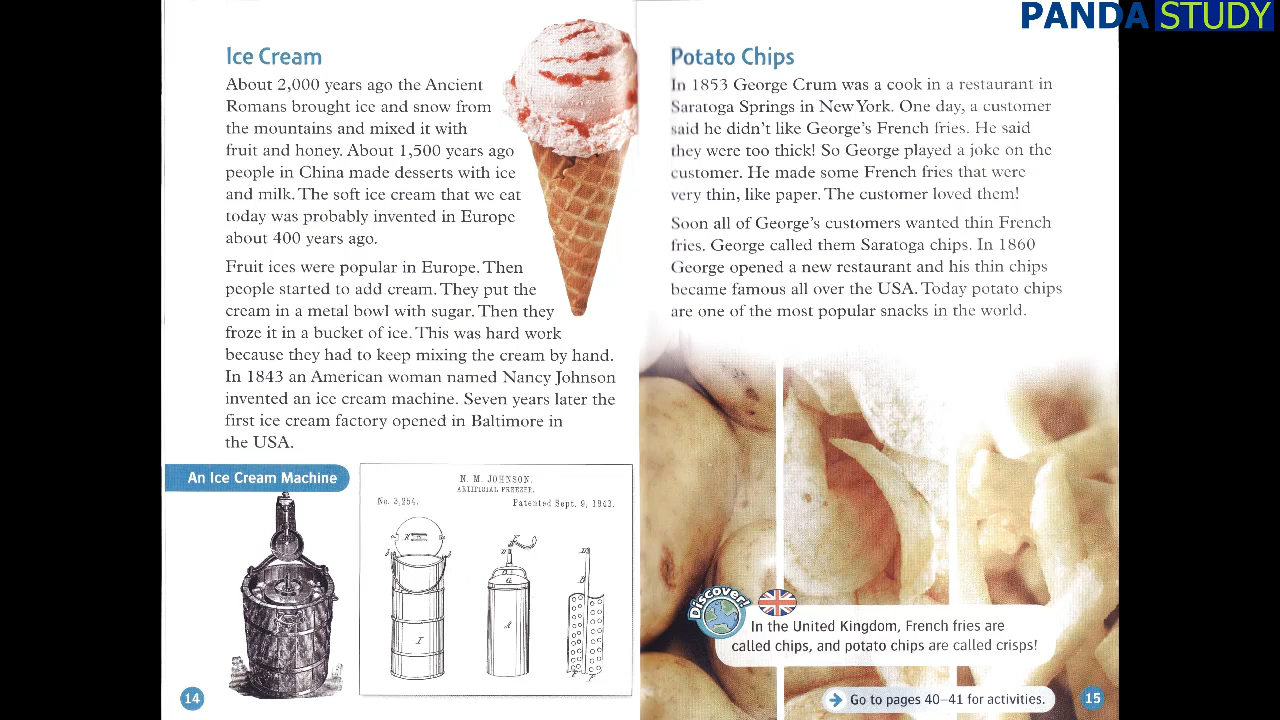 PANDA STUDY
Ice Cream
About 2,000 years ago the Ancient
Romans brought ice and snow from
the mountains and mixed it with
fruit and honey. About 1,500 years ago
people in China made desserts with ice
and milk. The soft ice cream that we eat
today was probably invented in Europe
about 400 years ago.
Fruit ices were popular in Europe. Then
people started to add cream. They put the
cream in a metal bowl with sugar. Then they
froze it in a bucket of ice. This was hard work
because they had to keep mixing the cream by hand.
In 1843 an American woman named Nancy Johnson
invented an ice cream machine. Seven years later the
first ice cream factory opened in Baltimore in
the USA.
An Ice Cream Machine
N. M. JOHNSON.
ARTIFICIAL FREEZER.
No. 3,254.
Patented Sept. 9, 1843.
14
Potato Chips
In 1853 George Crum was a cook in a restaurant in
Saratoga Springs in New York. One day, a customer
said he didn't like George's French fries. He said
they were too thick! So George played a joke on the
customer. He made some French fries that were
very thin, like paper. The customer loved them!
Soon all of George's customers wanted thin French
fries. George called them Saratoga chips. In 1860
George opened a new restaurant and his thin chips
became famous all over the USA. Today potato chips
are one of the most popular snacks in the world.
Discover!
In the United Kingdom, French fries are
called chips, and potato chips are called crisps!
Go to pages 40–41 for activities.
15